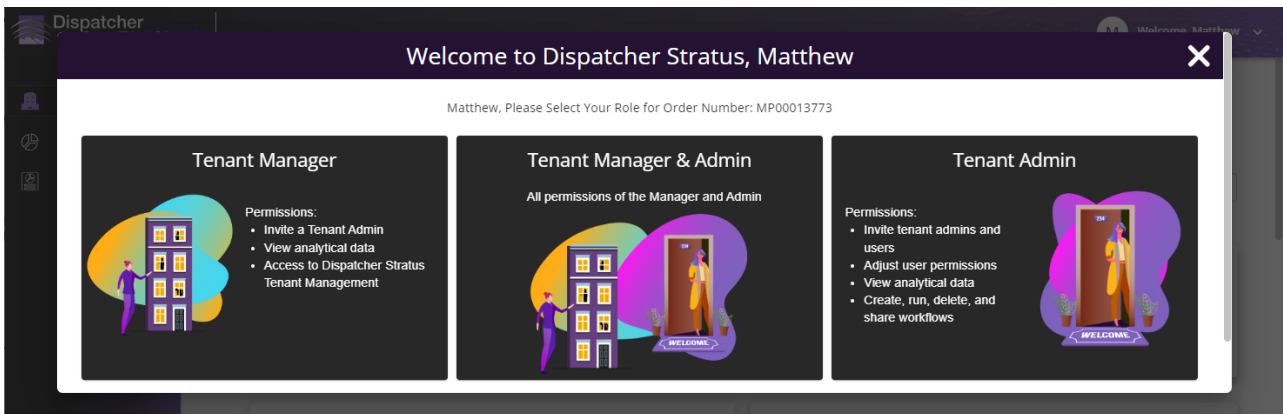 Dispatcher
Welcome, Matthew
Welcome to Dispatcher Stratus, Matthew
Matthew, Please Select Your Role for Order Number: MP00013773
Tenant Manager
Permissions:
• Invite a Tenant Admin
• View analytical data
• Access to Dispatcher Stratus
Tenant Management
Tenant Manager & Admin
All permissions of the Manager and Admin
234
WELCOME
Tenant Admin
Permissions:
• Invite tenant admins and
users
• Adjust user permissions
• View analytical data
• Create, run, delete, and
share workflows
234
WELCOME